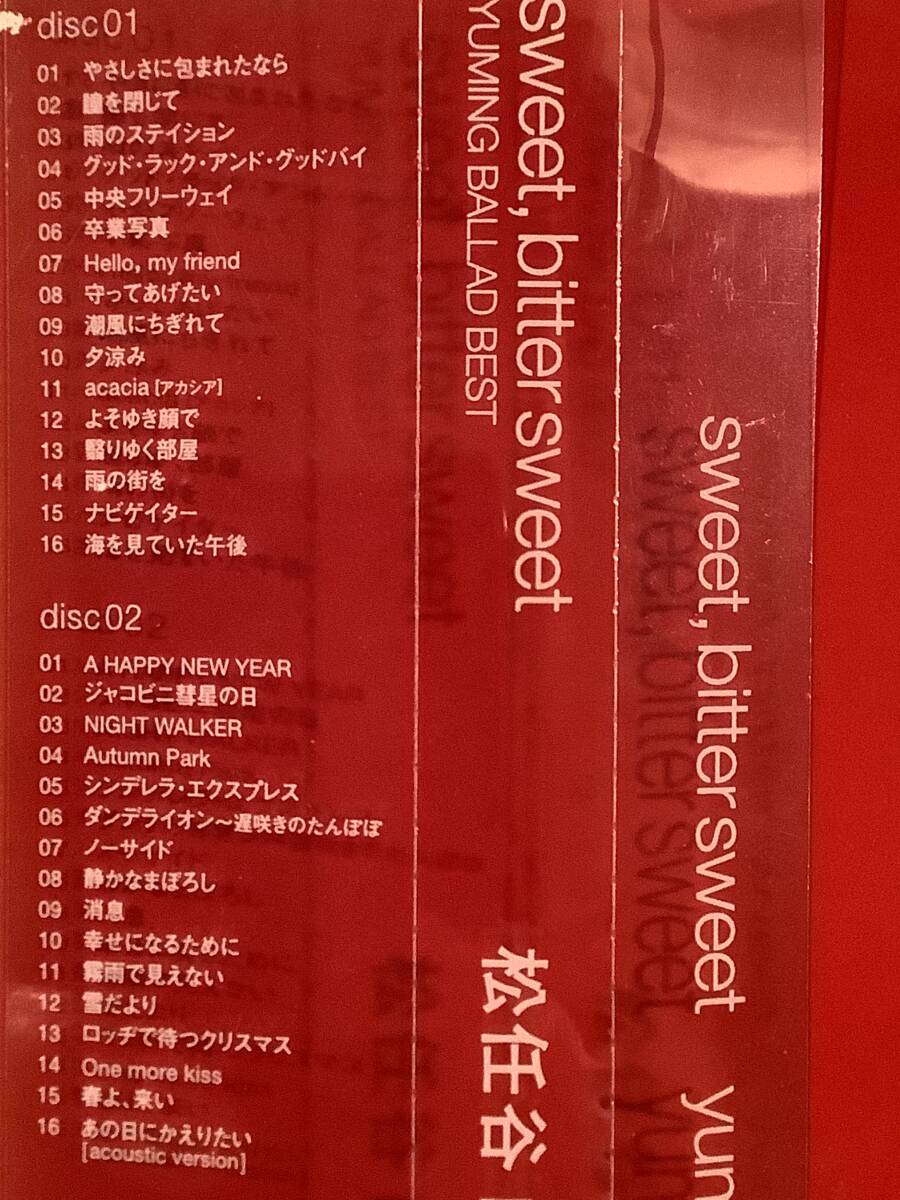 disc01
01 やさしさに包まれたなら
02 瞳を閉じて
03 雨のステイション
04 グッド・ラック・アンド・グッドバイ
05 中央フリーウェイ
06 卒業写真
07 Hello, my friend
08 守ってあげたい
09 潮風にちぎれて
10 夕涼み
11 acacia [アカシア]
12 よそゆき顔で
13 翳りゆく部屋
14 雨の街を
15 ナビゲイター
16 海を見ていた午後
disc02
01 A HAPPY NEW YEAR
02 ジャコビニ彗星の日
03 NIGHT WALKER
04 Autumn Park
05 シンデレラ・エクスプレス
06 ダンデライオン〜遅咲きのたんぽぽ
07 ノーサイド
08 静かなまぼろし
09 消息
10 幸せになるために
11 霧雨で見えない
12 雪だより
13 ロッヂで待つクリスマス
14 One more kiss
15 春よ、来い
16 あの日にかえりたい
[acoustic version]
sweet, bitter sweet
YUMING BALLAD BEST
松任谷
sweet, bitter sweet yun